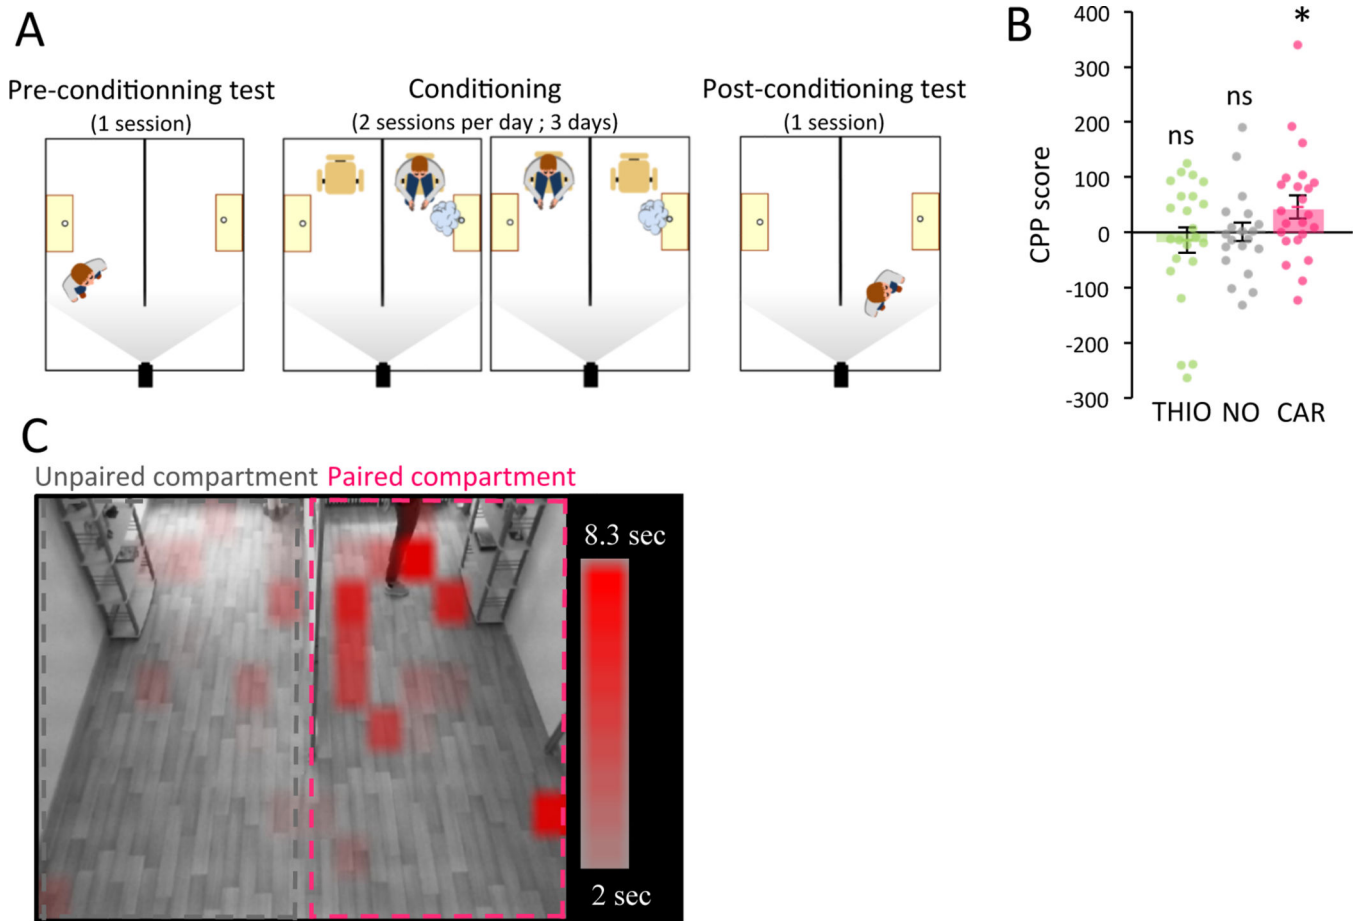 A
Pre-conditionning test
(1 session)
Conditioning
(2 sessions per day ; 3 days)
Post-conditioning test
(1 session)
B
CPP score
400
300
200
100
0
-100
-200
-300
ns
ns
*
THIO NO CAR
C
Unpaired compartment Paired compartment
8.3 sec
2 sec